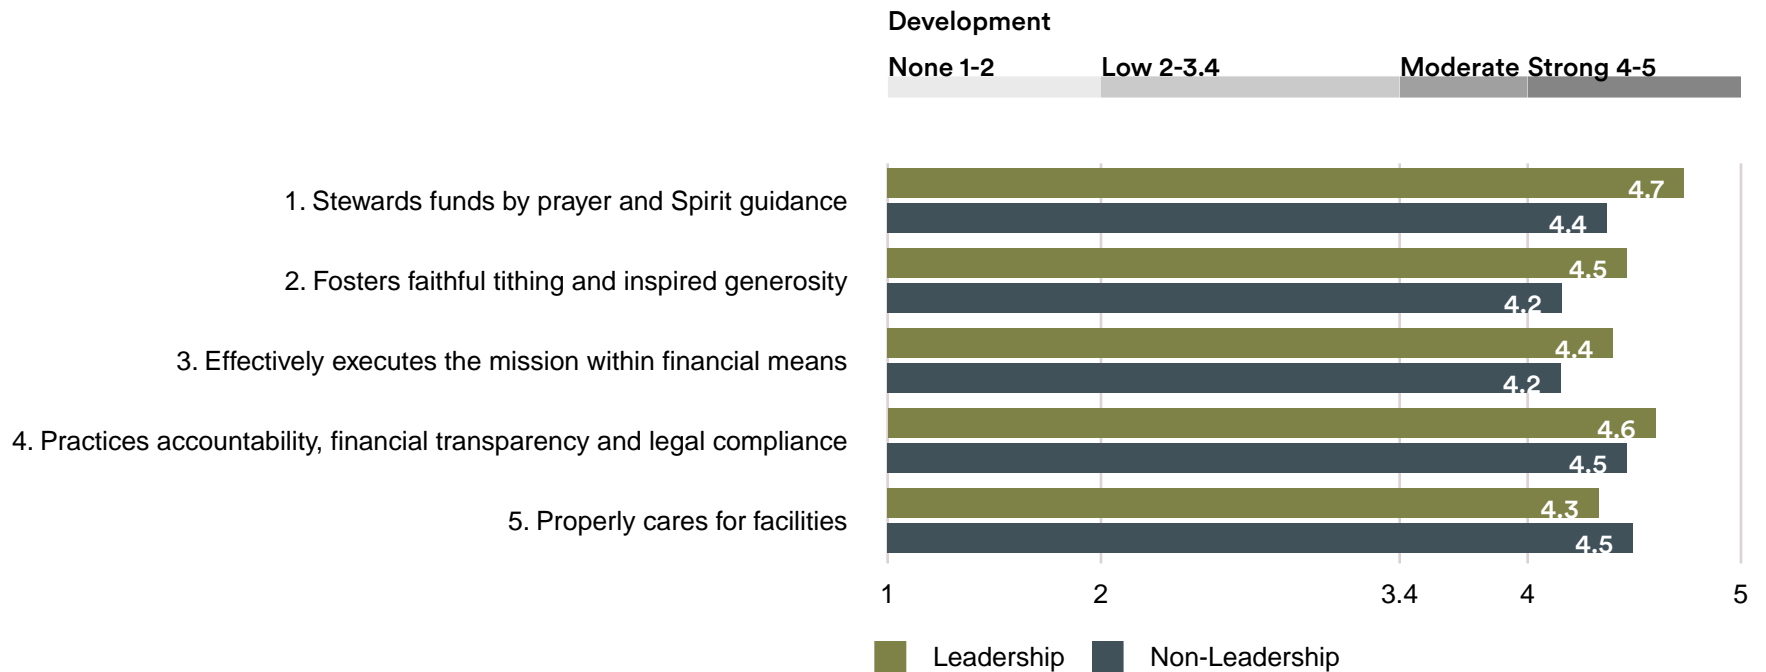 Development
None 1-2 Low 2-3.4 Moderate Strong 4-5
1. Stewards funds by prayer and Spirit guidance
4.7
4.4
2. Fosters faithful tithing and inspired generosity
4.5
4.2
3. Effectively executes the mission within financial means
4.4
4.2
4. Practices accountability, financial transparency and legal compliance
4.6
4.5
5. Properly cares for facilities
4.3
4.5
1 2 3.4 4 5
Leadership Non-Leadership